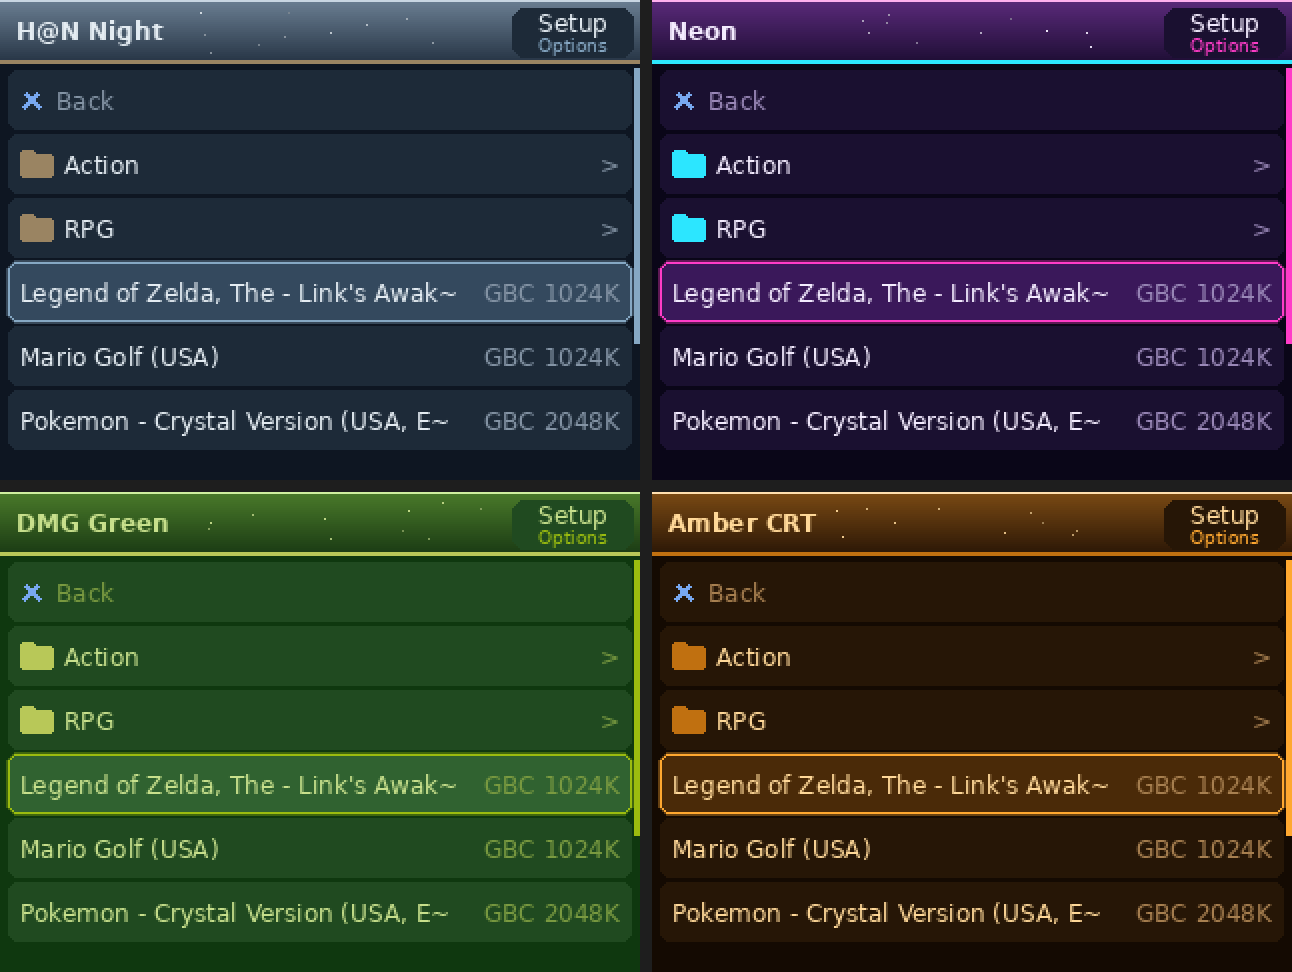 H@N Night
Setup
Options
Back
Action >
RPG >
Legend of Zelda, The - Link's Awak~ GBC 1024K
Mario Golf (USA) GBC 1024K
Pokemon - Crystal Version (USA, E~ GBC 2048K
Neon
Setup
Options
Back
Action >
RPG >
Legend of Zelda, The - Link's Awak~ GBC 1024K
Mario Golf (USA) GBC 1024K
Pokemon - Crystal Version (USA, E~ GBC 2048K
DMG Green
Setup
Options
Back
Action >
RPG >
Legend of Zelda, The - Link's Awak~ GBC 1024K
Mario Golf (USA) GBC 1024K
Pokemon - Crystal Version (USA, E~ GBC 2048K
Amber CRT
Setup
Options
Back
Action >
RPG >
Legend of Zelda, The - Link's Awak~ GBC 1024K
Mario Golf (USA) GBC 1024K
Pokemon - Crystal Version (USA, E~ GBC 2048K